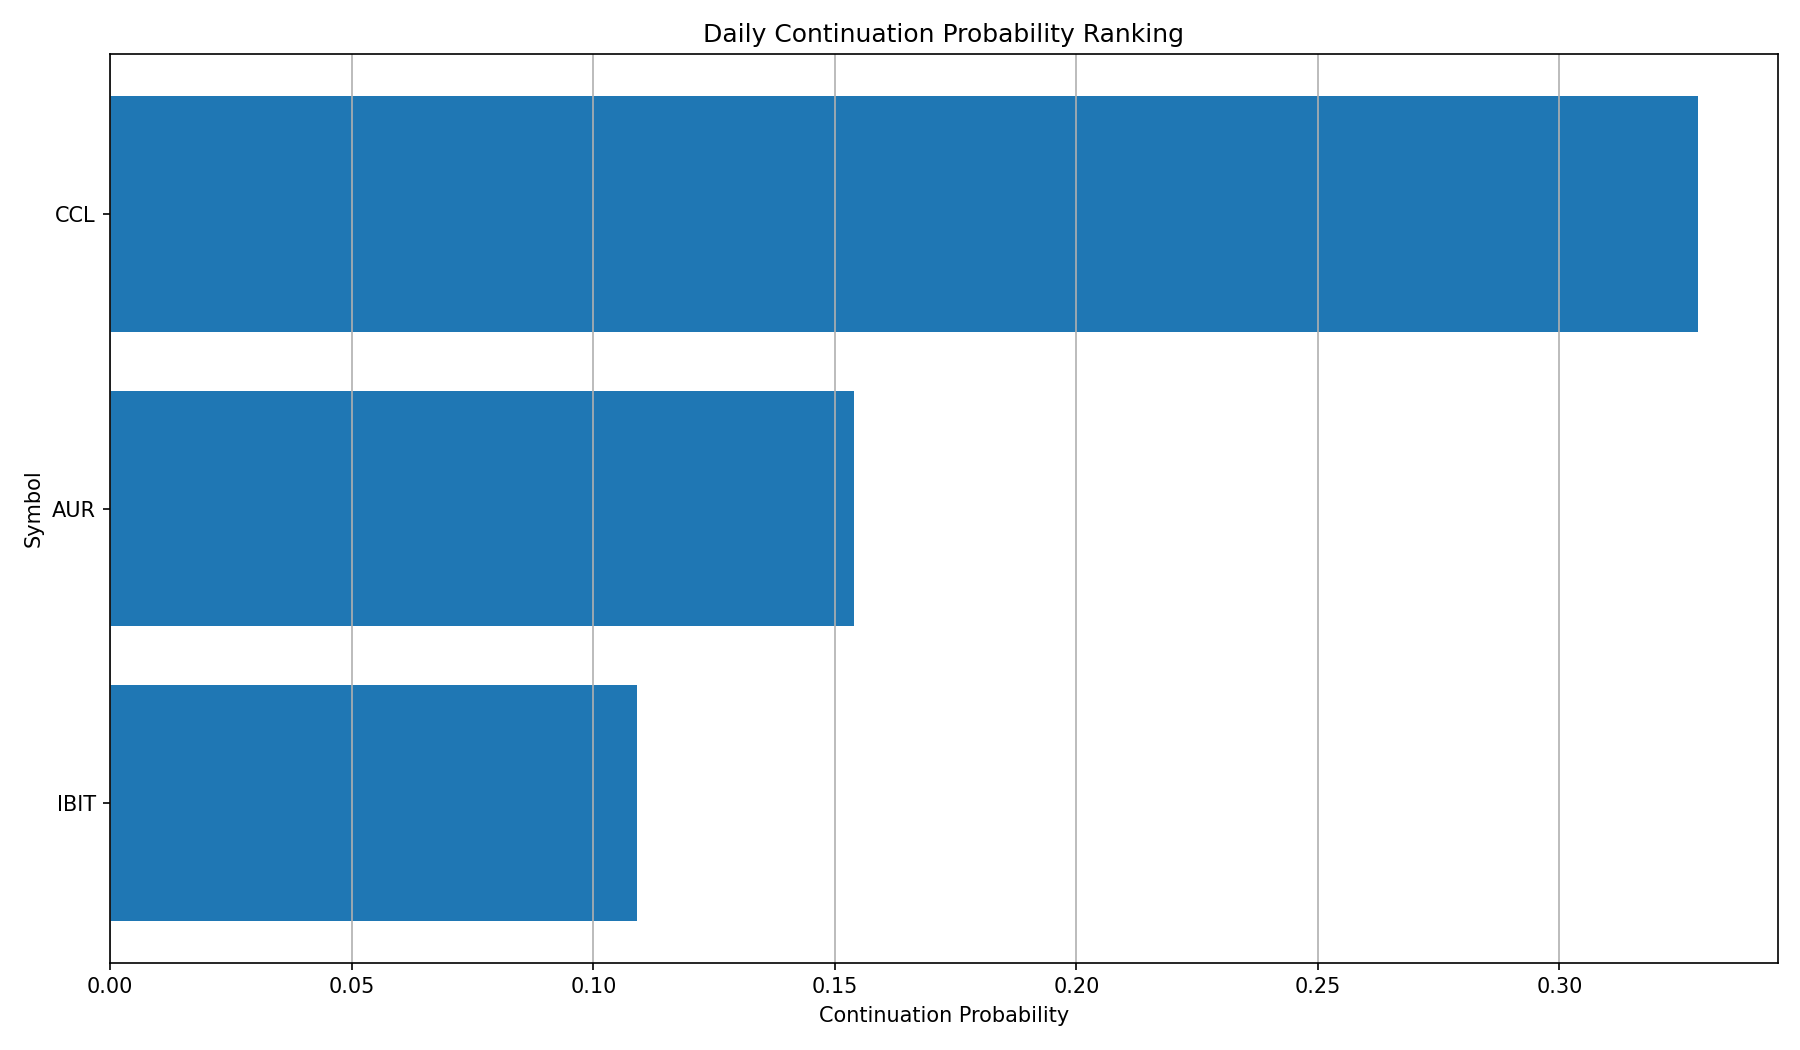 Daily Continuation Probability Ranking
Symbol
CCL
AUR
IBIT
0.00 0.05 0.10 0.15 0.20 0.25 0.30
Continuation Probability